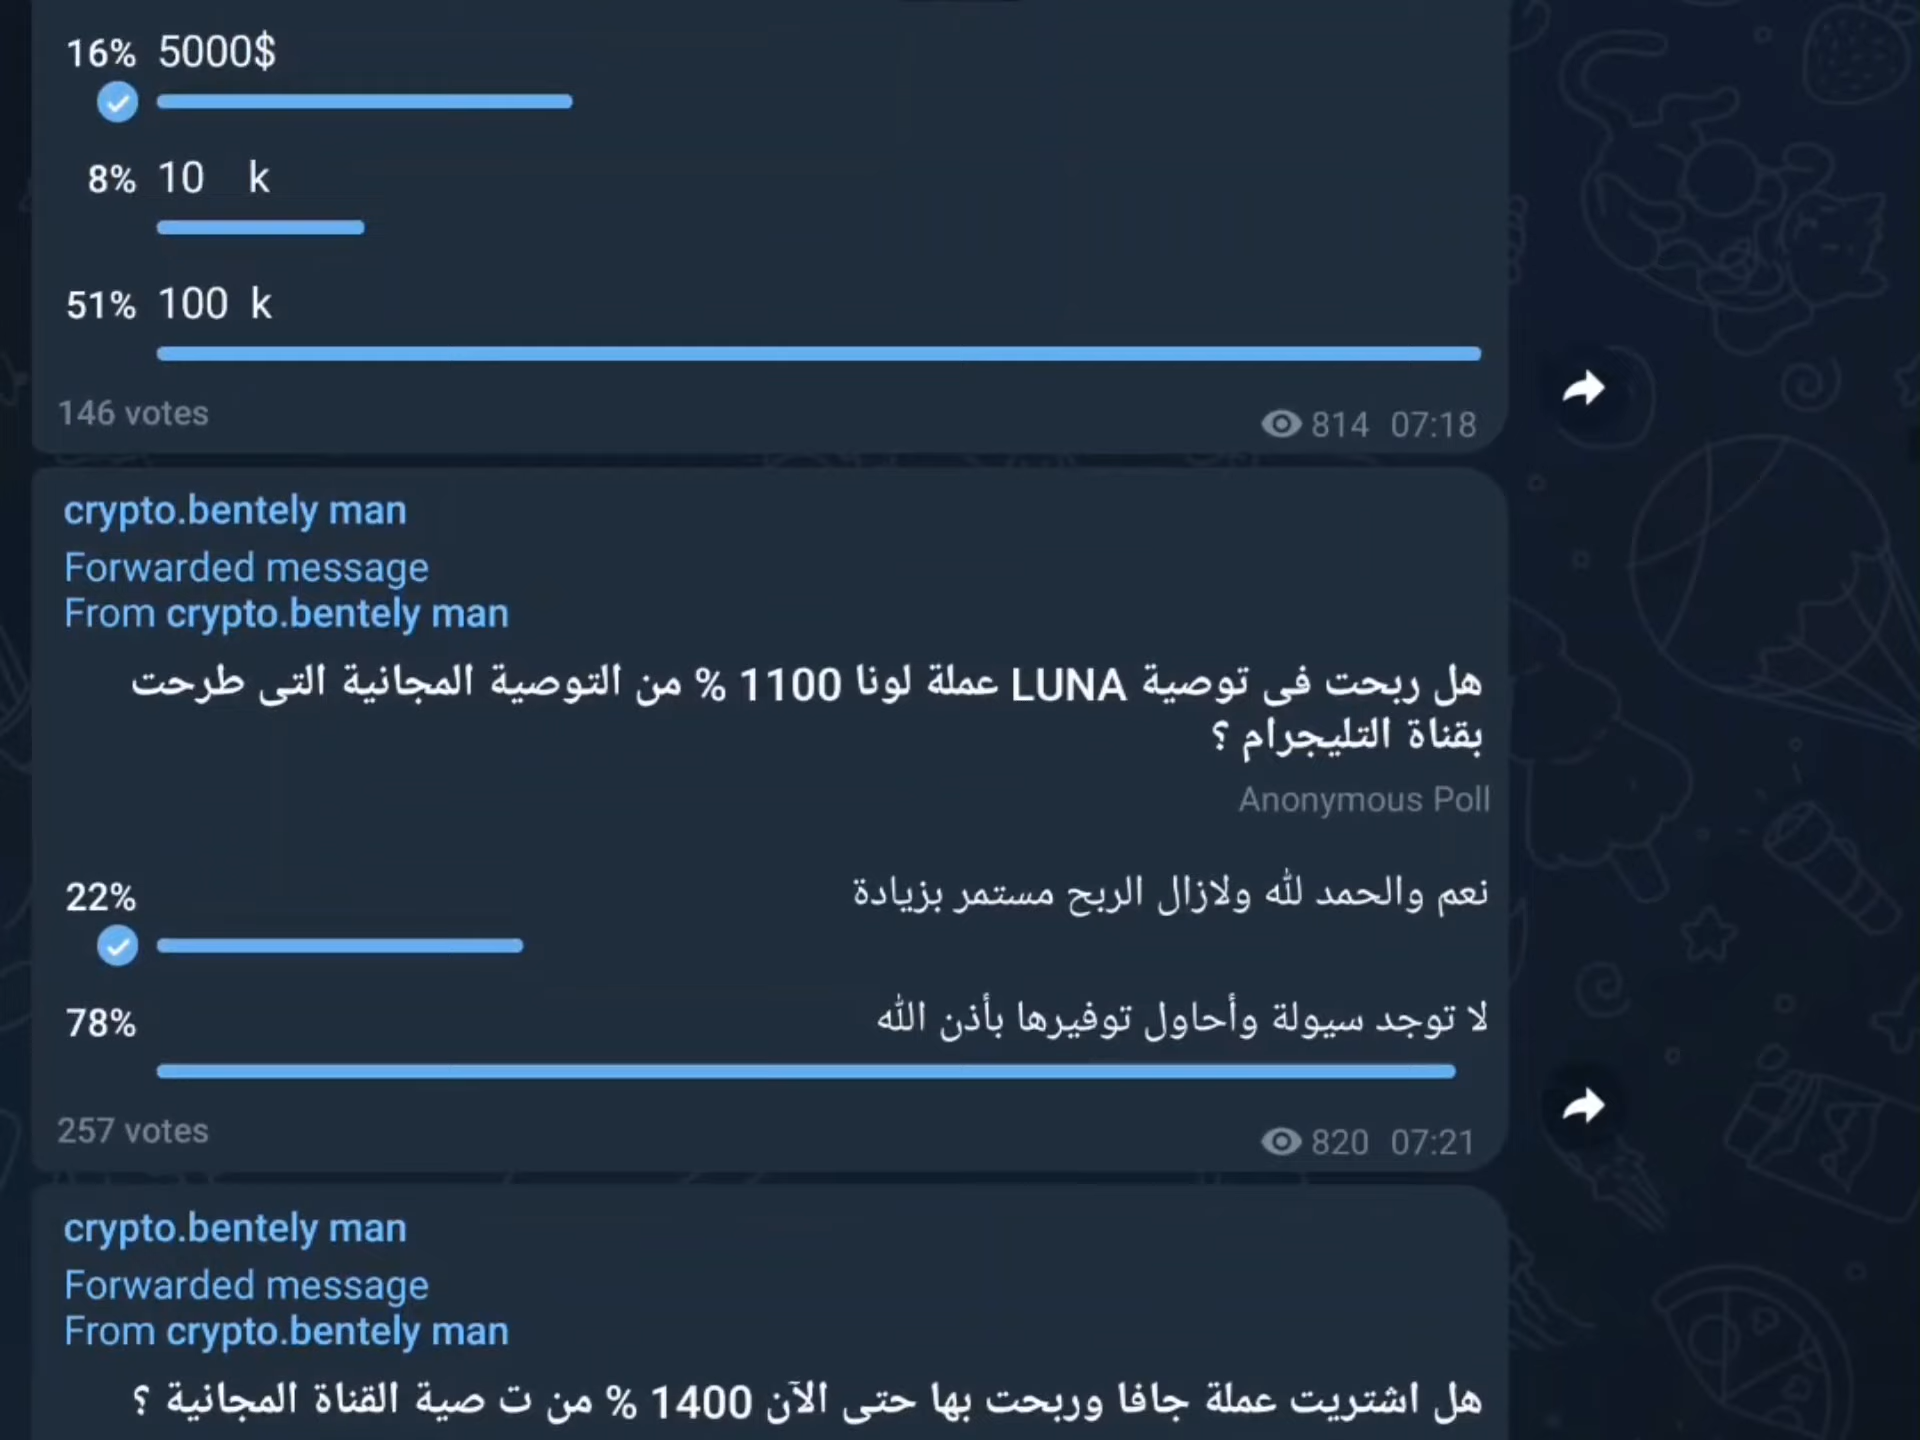 16% 5000$
8% 10 k
51% 100 k
146 votes
814 07:18
crypto.bentely man
Forwarded message
From crypto.bentely man
هل ربحت فى توصية LUNA عملة لونا 1100 % من التوصية المجانية التى طرحت
بقناة التليجرام ؟
Anonymous Poll
22% نعم والحمد لله ولازال الربح مستمر بزيادة
78% لا توجد سيولة وأحاول توفيرها بأذن الله
257 votes
820 07:21
crypto.bentely man
Forwarded message
From crypto.bentely man
هل اشتريت عملة جافا وربحت بها حتى الآن 1400 % من ت صية القناة المجانية ؟